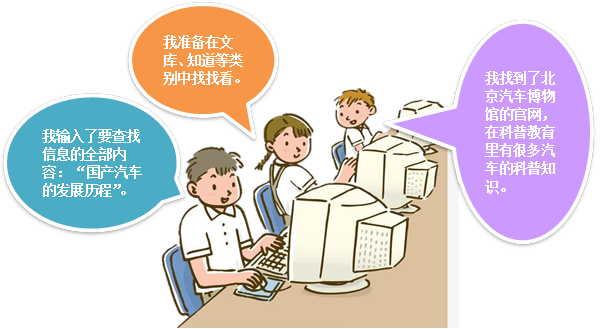 我准备在文
库、知道等类
别中找找看。
我输入了要查找
信息的全部内
容：“国产汽车
的发展历程”。
我找到了北
京汽车博物
馆的官网，
在科普教育
里有很多汽
车的科普知
识。